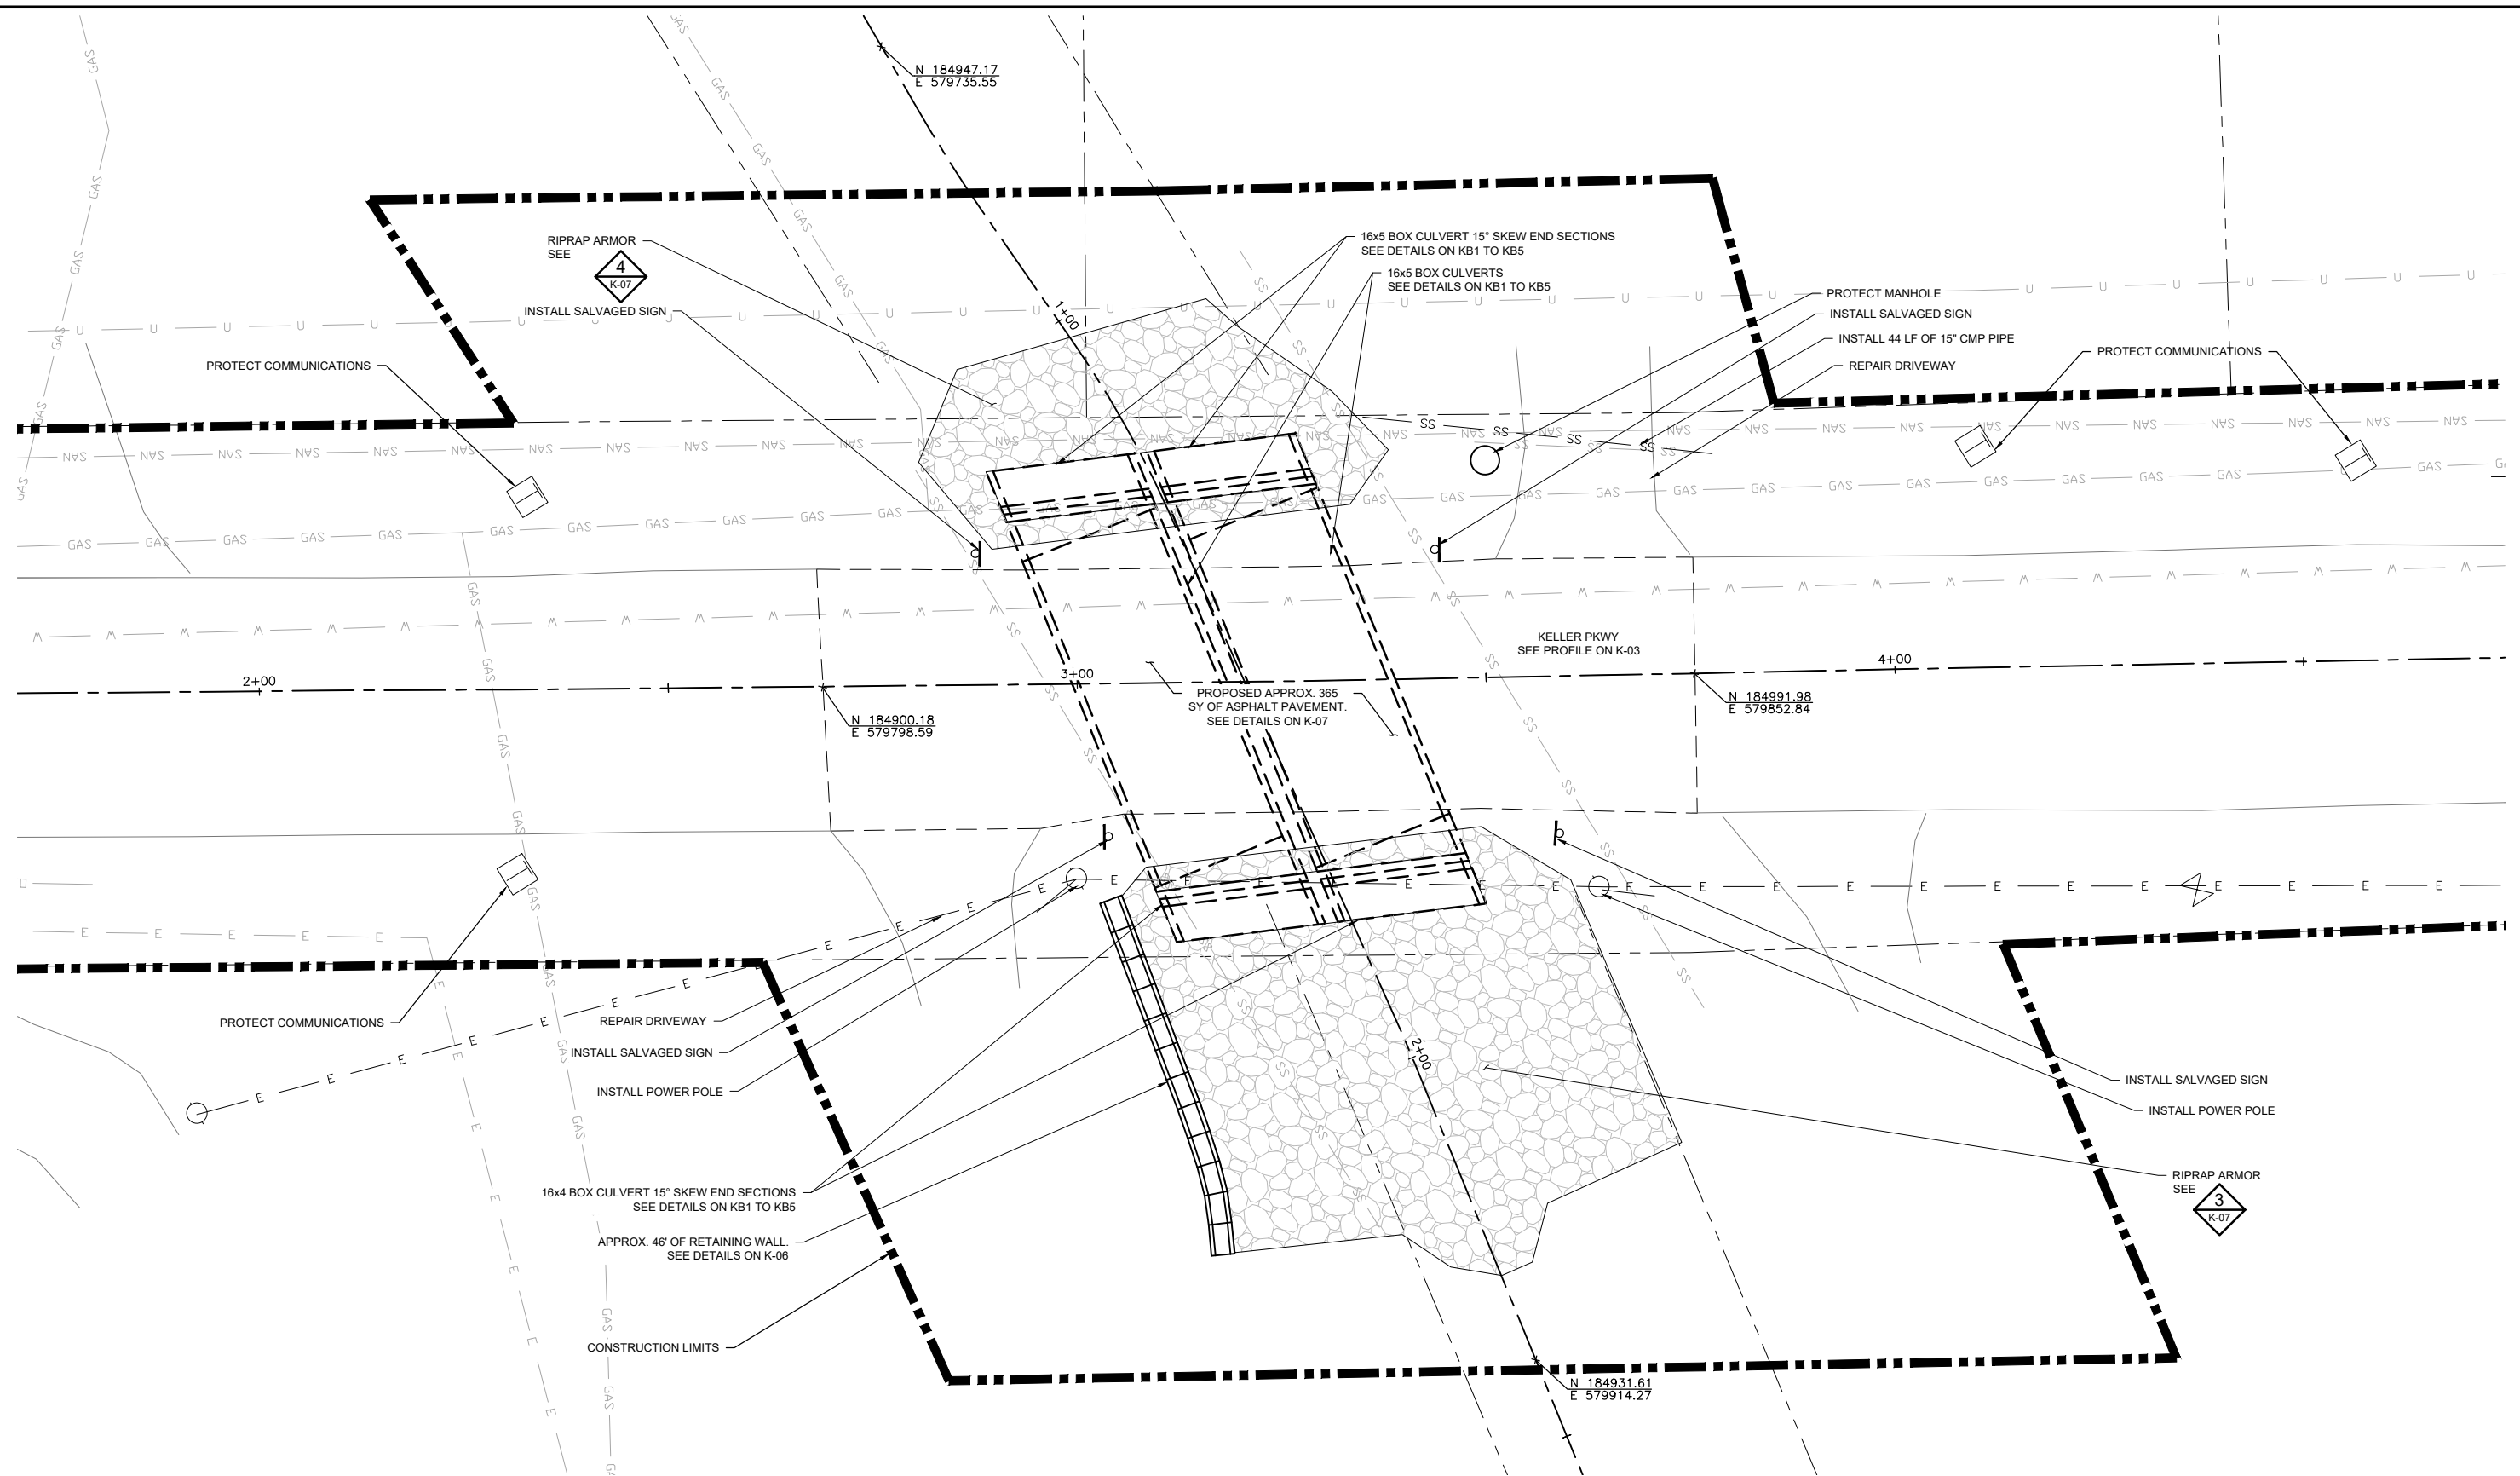 N 184947.17
E 579735.55
RIPRAP ARMOR
SEE
4
K-07
INSTALL SALVAGED SIGN
PROTECT COMMUNICATIONS
16x5 BOX CULVERT 15° SKEW END SECTIONS
SEE DETAILS ON KB1 TO KB5
16x5 BOX CULVERTS
SEE DETAILS ON KB1 TO KB5
PROTECT MANHOLE
INSTALL SALVAGED SIGN
INSTALL 44 LF OF 15" CMP PIPE
REPAIR DRIVEWAY
PROTECT COMMUNICATIONS
1+00
KELLER PKWY
SEE PROFILE ON K-03
2+00
3+00
4+00
PROPOSED APPROX. 365
SY OF ASPHALT PAVEMENT.
SEE DETAILS ON K-07
N 184900.18
E 579798.59
N 184991.98
E 579852.84
PROTECT COMMUNICATIONS
REPAIR DRIVEWAY
INSTALL SALVAGED SIGN
INSTALL POWER POLE
2+00
INSTALL SALVAGED SIGN
INSTALL POWER POLE
16x4 BOX CULVERT 15° SKEW END SECTIONS
SEE DETAILS ON KB1 TO KB5
APPROX. 46' OF RETAINING WALL.
SEE DETAILS ON K-06
RIPRAP ARMOR
SEE
3
K-07
CONSTRUCTION LIMITS
N 184931.61
E 579914.27
GAS
U
SAN
SS
W
E